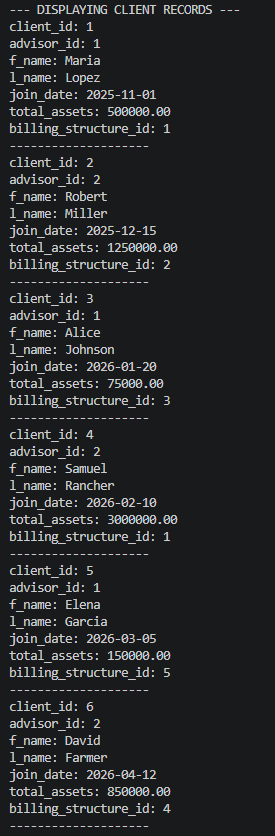 --- DISPLAYING CLIENT RECORDS ---
client_id: 1
advisor_id: 1
f_name: Maria
l_name: Lopez
join_date: 2025-11-01
total_assets: 500000.00
billing_structure_id: 1
--------------------
client_id: 2
advisor_id: 2
f_name: Robert
l_name: Miller
join_date: 2025-12-15
total_assets: 1250000.00
billing_structure_id: 2
--------------------
client_id: 3
advisor_id: 1
f_name: Alice
l_name: Johnson
join_date: 2026-01-20
total_assets: 75000.00
billing_structure_id: 3
--------------------
client_id: 4
advisor_id: 2
f_name: Samuel
l_name: Rancher
join_date: 2026-02-10
total_assets: 3000000.00
billing_structure_id: 1
--------------------
client_id: 5
advisor_id: 1
f_name: Elena
l_name: Garcia
join_date: 2026-03-05
total_assets: 150000.00
billing_structure_id: 5
--------------------
client_id: 6
advisor_id: 2
f_name: David
l_name: Farmer
join_date: 2026-04-12
total_assets: 850000.00
billing_structure_id: 4
--------------------